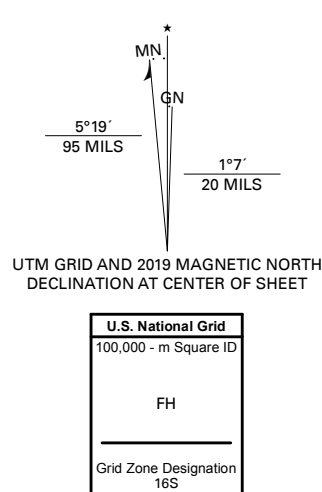 ★
MN
GN
5°19´
95 MILS
1°7´
20 MILS
UTM GRID AND 2019 MAGNETIC NORTH
DECLINATION AT CENTER OF SHEET
U.S. National Grid
100,000 - m Square ID
FH
Grid Zone Designation
16S